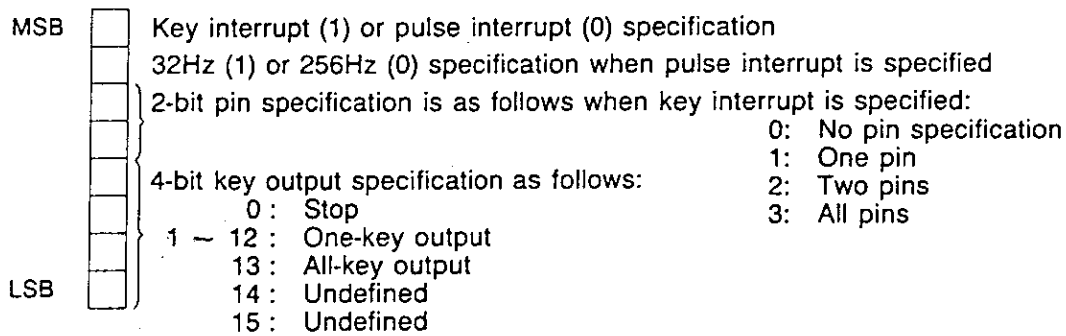 MSB Key interrupt (1) or pulse interrupt (0) specification
32Hz (1) or 256Hz (0) specification when pulse interrupt is specified
2-bit pin specification is as follows when key interrupt is specified:
0: No pin specification
1: One pin
2: Two pins
3: All pins
4-bit key output specification as follows:
0 : Stop
1 ~ 12 : One-key output
13 : All-key output
14 : Undefined
LSB
15 : Undefined